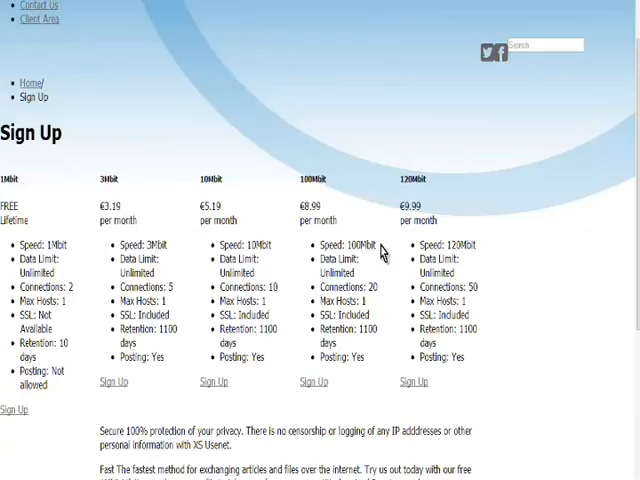 Contact Us
Client Area
Search
Home/
Sign Up
Sign Up
1Mbit
FREE
Lifetime
Speed: 1Mbit
Data Limit:
Unlimited
Connections: 2
Max Hosts: 1
SSL: Not
Available
Retention: 10
days
Posting: Not
allowed
Sign Up
3Mbit
€3.19
per month
Speed: 3Mbit
Data Limit:
Unlimited
Connections: 5
Max Hosts: 1
SSL: Included
Retention: 1100
days
Posting: Yes
Sign Up
10Mbit
€5.19
per month
Speed: 10Mbit
Data Limit:
Unlimited
Connections: 10
Max Hosts: 1
SSL: Included
Retention: 1100
days
Posting: Yes
Sign Up
100Mbit
€8.99
per month
Speed: 100Mbit
Data Limit:
Unlimited
Connections: 20
Max Hosts: 1
SSL: Included
Retention: 1100
days
Posting: Yes
Sign Up
120Mbit
€9.99
per month
Speed: 120Mbit
Data Limit:
Unlimited
Connections: 50
Max Hosts: 1
SSL: Included
Retention: 1100
days
Posting: Yes
Sign Up
Secure 100% protection of your privacy. There is no censorship or logging of any IP adddresses or other
personal information with XS Usenet.
Fast The fastest method for exchanging articles and files over the internet. Try us out today with our free